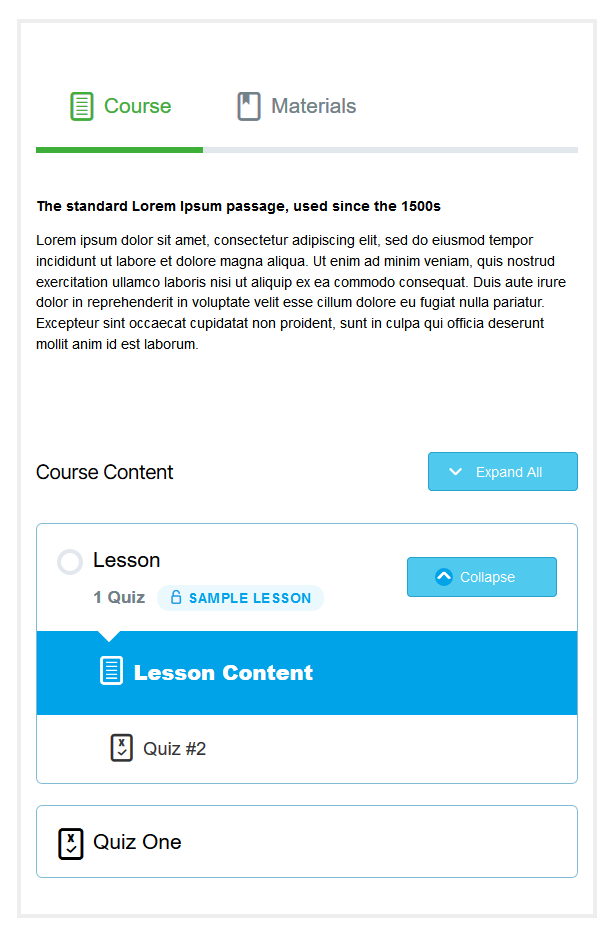 Course Materials
The standard Lorem Ipsum passage, used since the 1500s
Lorem ipsum dolor sit amet, consectetur adipiscing elit, sed do eiusmod tempor
incididunt ut labore et dolore magna aliqua. Ut enim ad minim veniam, quis nostrud
exercitation ullamco laboris nisi ut aliquip ex ea commodo consequat. Duis aute irure
dolor in reprehenderit in voluptate velit esse cillum dolore eu fugiat nulla pariatur.
Excepteur sint occaecat cupidatat non proident, sunt in culpa qui officia deserunt
mollit anim id est laborum.
Course Content Expand All
Lesson
1 Quiz SAMPLE LESSON
Collapse
Lesson Content
Quiz #2
Quiz One